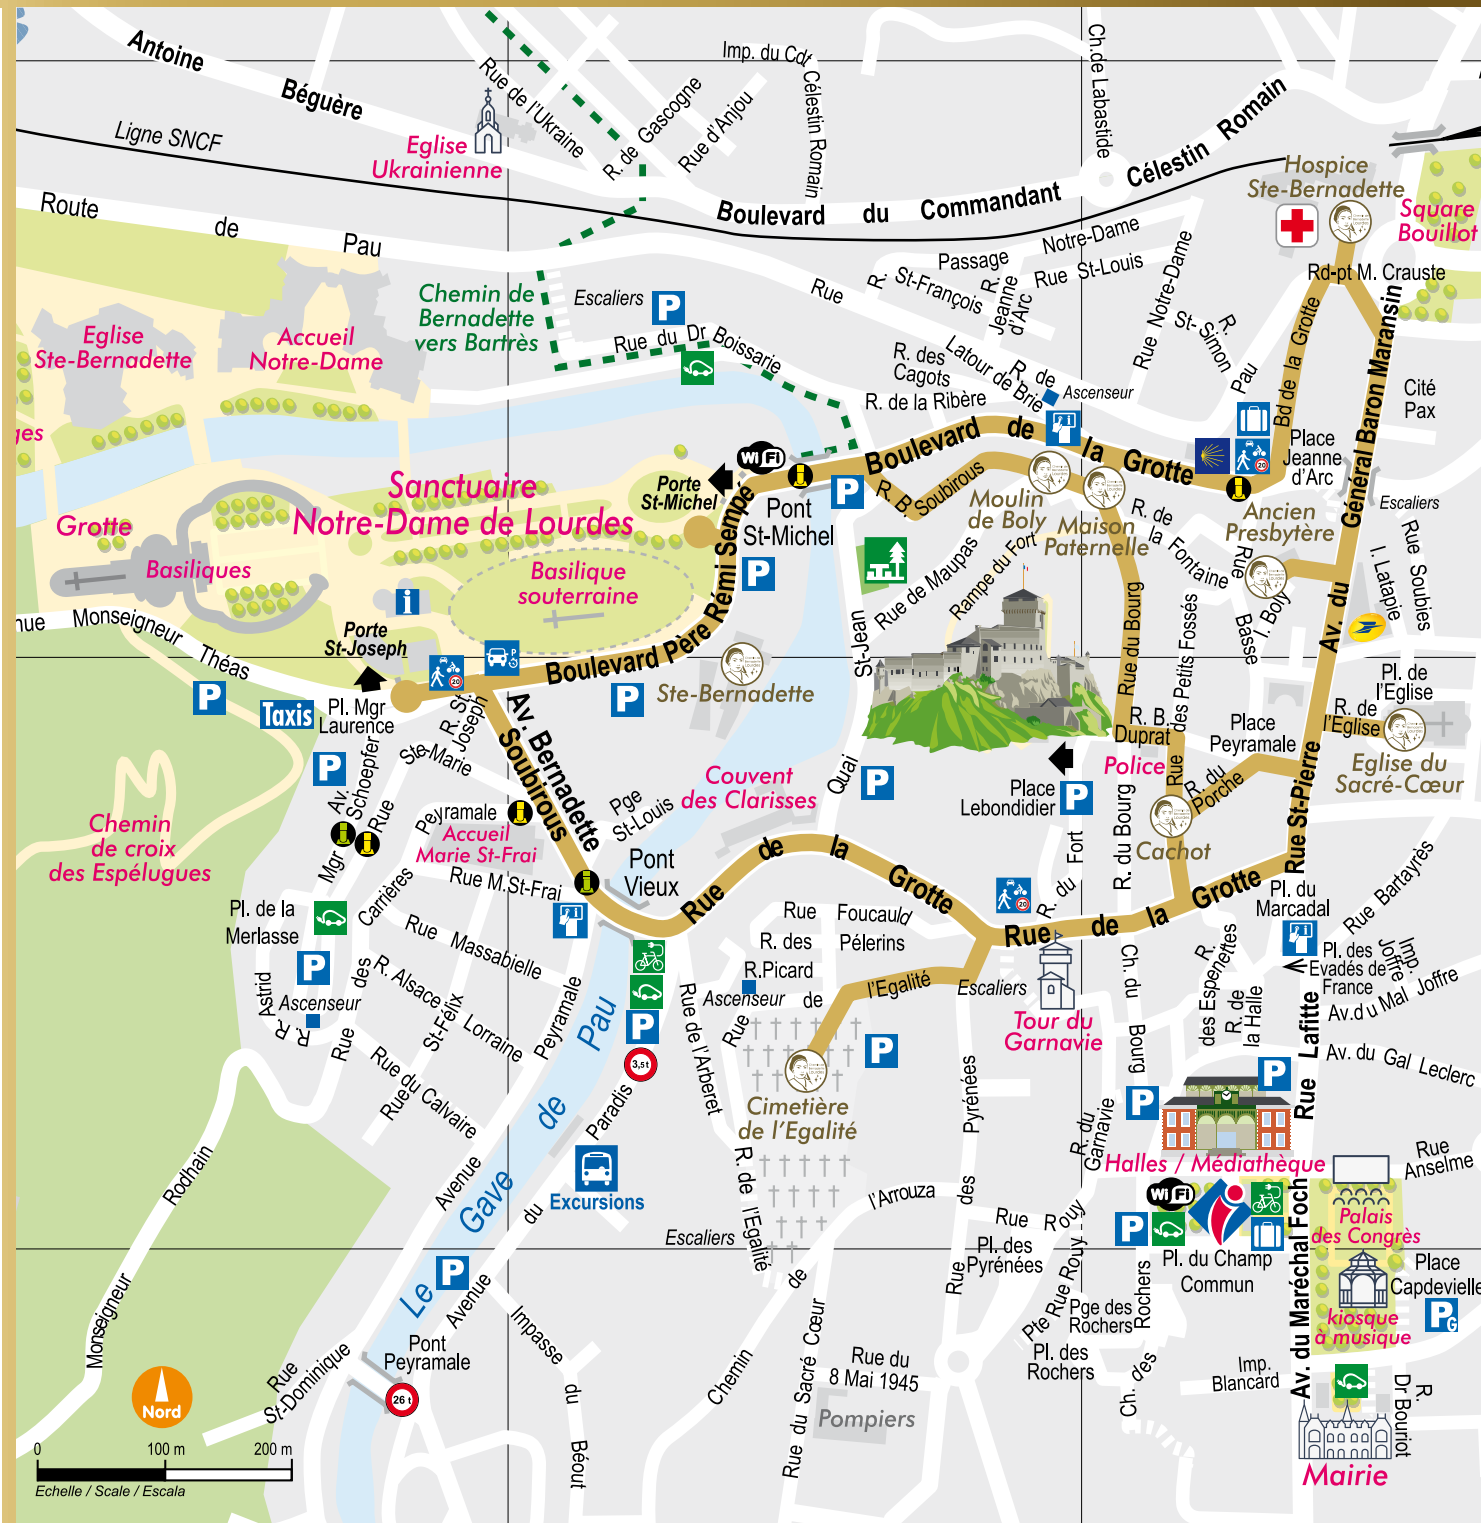 Antoine
Béguère
Ligne SNCF
Rue de l'Ukraine
Eglise
Ukrainienne
R. de Gascogne
Rue d'Anjou
Imp. du Cdt
Célestin Romain
Ch.de Labastide
Boulevard du Commandant
Célestin Romain
Hospice
Ste-Bernadette
Square
Bouillot
Route de Pau
Rd-pt M. Crauste
Notre-Dame
Passage
R. St-François
R. Jeanne
d'Arc
Rue St-Louis
Rue Notre-Dame
R. St-Simon
Rue
Pau
Bd de la Grotte
Chemin de
Bernadette
vers Bartrès
Escaliers
P
Rue du Dr Boissarie
Eglise
Ste-Bernadette
Accueil
Notre-Dame
R. des
Cagots
Latour de Brie
R. de
Ascenseur
R. de la Ribère
Cité
Pax
Av. du Général Baron Maransin
Place
Jeanne
d'Arc
Boulevard de la Grotte
ges
Sanctuaire
Notre-Dame de Lourdes
Porte
St-Michel
WiFi
Pont
St-Michel
P
R. B. Soubirous
Moulin
de Boly
Maison
Paternelle
R. de
la Fontaine
Ancien
Presbytère
Escaliers
Rue Soubies
I. Latapie
Grotte
Basiliques
Basilique
souterraine
P
Rue de Maupas
Rampe du Fort
Rue Basse
I. Boly
nue Monseigneur Théas
Porte
St-Joseph
i
Boulevard Père Rémi Sempé
Ste-Bernadette
Quai St-Jean
Rue du Bourg
Rue des Petits Fossés
Pl. de
l'Eglise
R. de
l'Eglise
P
Taxis
Pl. Mgr
Laurence
R. St
Joseph
Ste-Marie
P
Av. Bernadette
Soubirous
R. B.
Duprat
Place
Peyramale
Eglise du
Sacré-Cœur
P
Av.
Mgr Schoepfer
Rue
Peyramale
Pge
St-Louis
Couvent
des Clarisses
P
Place
Lebondidier
P
Police
R. du
Porche
Rue St-Pierre
Chemin
de croix
des Espélugues
Accueil
Marie St-Frai
Rue M.St-Frai
Pont
Vieux
Rue de la Grotte
R. du Fort
R. du Bourg
Cachot
Pl. de la
Merlasse
Rue des Carrières
Rue Massabielle
Rue Foucauld
R. des Pélerins
R.Picard
Rue de la Grotte
Pl. du
Marcadal
Rue Bartayrès
P
R. R. Astrid
Ascenseur
R. Alsace Lorraine
St-Félix
Peyramale
P
Ascenseur
Rue de l'Egalité
Escaliers
Tour du
Garnavie
Ch. du Bourg
R. des Esperiettes
R. de
la Halle
Pl. des
Evadés de
France
Imp.
Joffre
Av.du Mal Joffre
Rue du Calvaire
Rue
3,5t
Rue de l'Arberet
Cimetière
de l'Egalité
P
Rue des Pyrénées
Rue Lafitte
Av. du Gal Leclerc
P
P
Le Gave de Pau
Avenue
Avenue du Paradis
Excursions
R. du
Garnavie
Halles / Médiathèque
Rue
Anselme
Monseigneur Rodhain
R. de l'Egalité
Escaliers
Chemin de l'Arrouza
Rue Rouy
Pl. des
Pyrénées
WiFi
P
Pl. du Champ
Commun
Palais
des Congrès
Place
Capdevielle
PG
P
Pte Rue Rouy
Pge des
Rochers
Ch. des Rochers
Av. du Maréchal Foch
kiosque
à musique
Pont
Peyramale
Impasse du Béout
Rue du
8 Mai 1945
Pl. des
Rochers
Imp.
Blancard
Rue
St-Dominique
26 t
Rue du Sacré Cœur
Pompiers
R.
Dr Bouriot
Nord
0 100 m 200 m
Echelle / Scale / Escala
Mairie